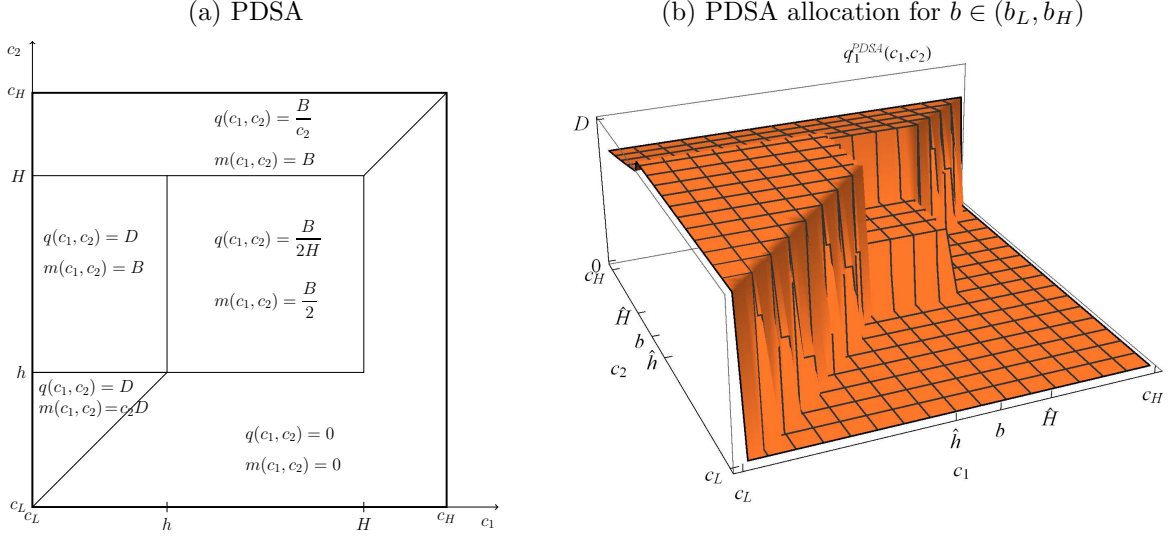 (a) PDSA
(b) PDSA allocation for b ∈ (b_L, b_H)
c_2
c_H
q(c_1, c_2) = B/c_2
m(c_1, c_2) = B
H
q(c_1, c_2) = D
m(c_1, c_2) = B
q(c_1, c_2) = B/2H
m(c_1, c_2) = B/2
h
q(c_1, c_2) = D
m(c_1, c_2) = c_2D
q(c_1, c_2) = 0
m(c_1, c_2) = 0
c_L
c_L
h
H
c_H
c_1
q_1^{PDSA}(c_1,c_2)
D
0
c_H
Ĥ
b
ĥ
c_2
c_L
c_L
ĥ
b
Ĥ
c_H
c_1